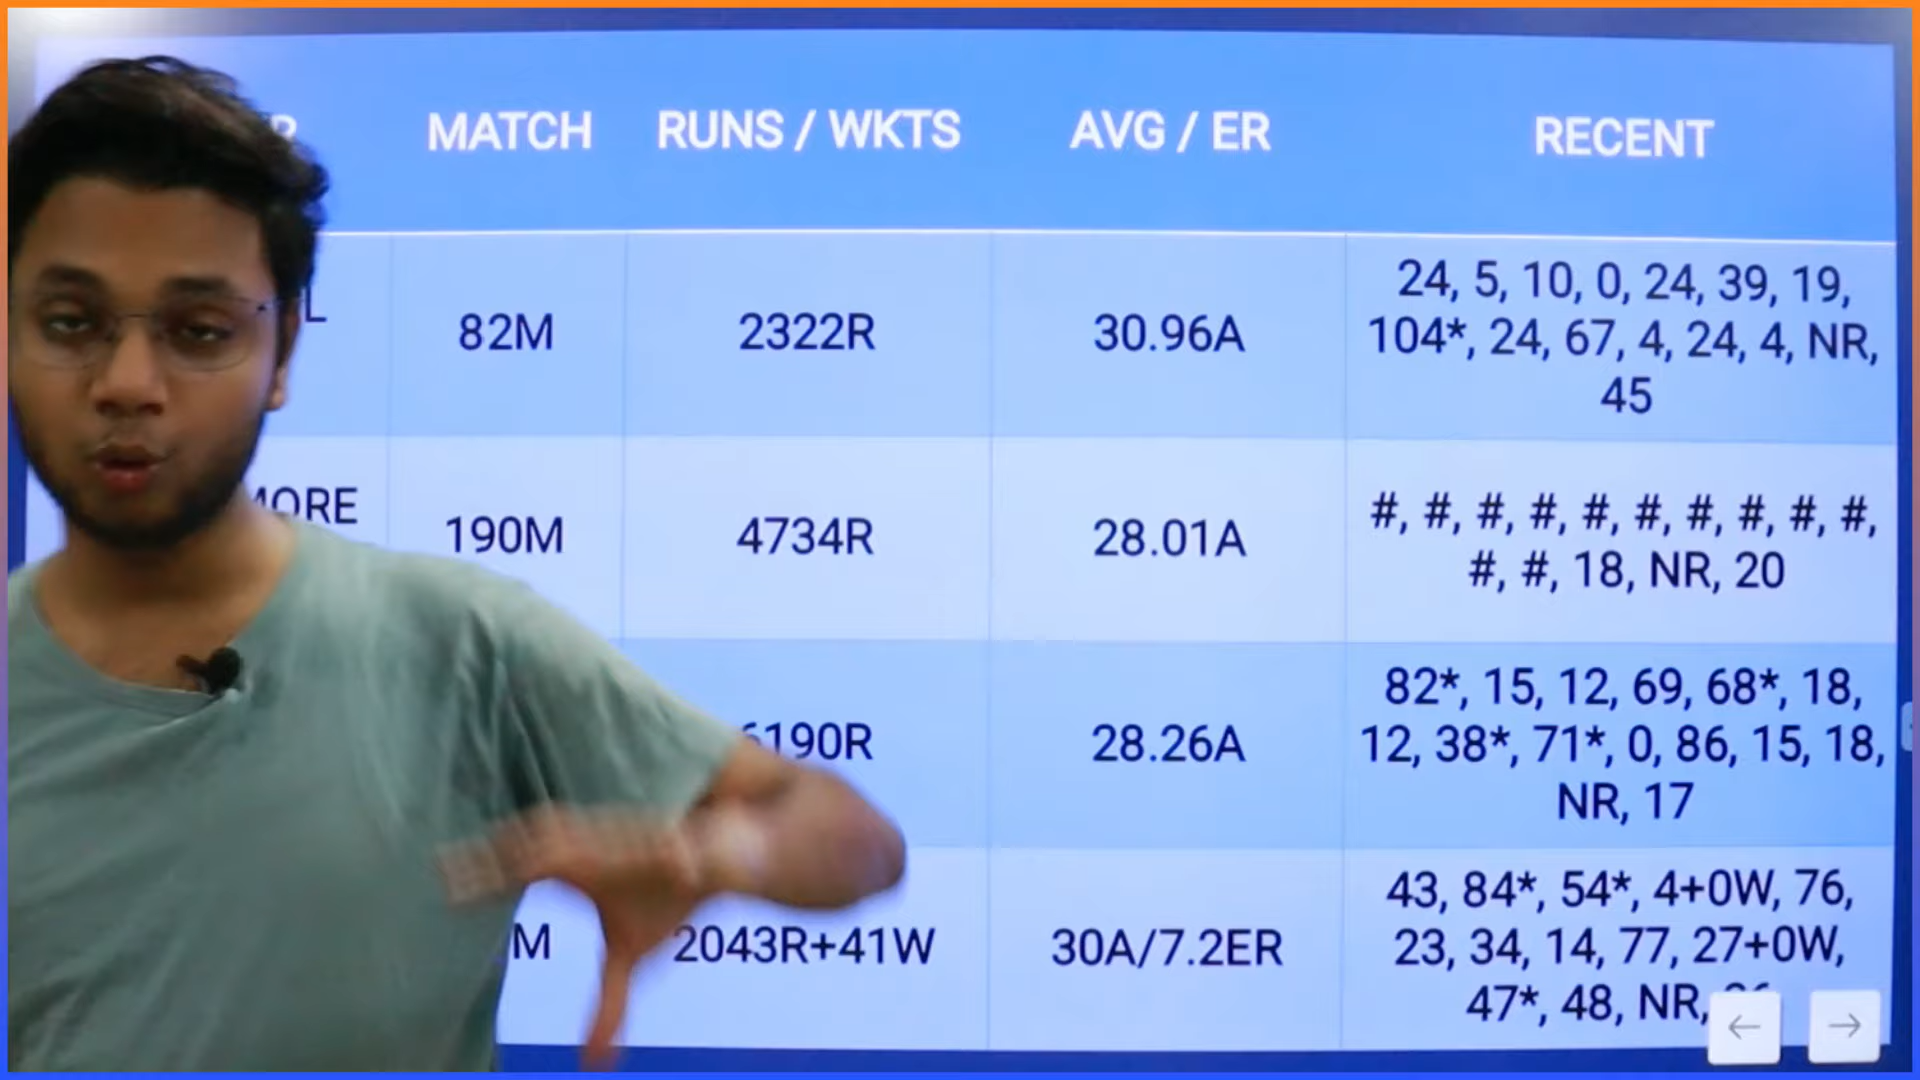 MATCH
RUNS / WKTS
AVG / ER
RECENT
82M
2322R
30.96A
24, 5, 10, 0, 24, 39, 19,
104*, 24, 67, 4, 24, 4, NR,
45
190M
4734R
28.01A
#, #, #, #, #, #, #, #, #, #,
#, #, 18, NR, 20
6190R
28.26A
82*, 15, 12, 69, 68*, 18,
12, 38*, 71*, 0, 86, 15, 18,
NR, 17
M
2043R+41W
30A/7.2ER
43, 84*, 54*, 4+0W, 76,
23, 34, 14, 77, 27+0W,
47*, 48, NR,